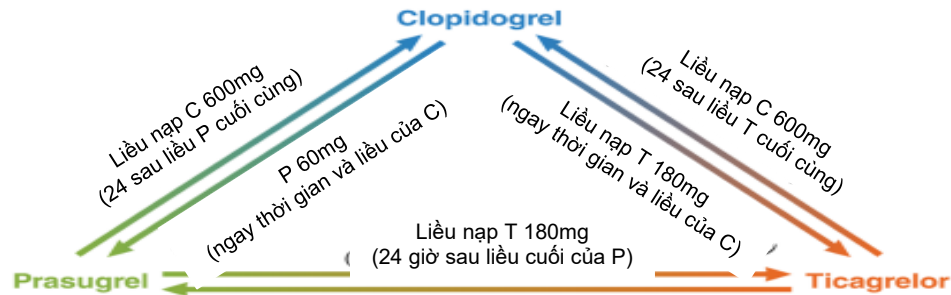 Clopidogrel
Liều nạp C 600mg
(24 sau liều P cuối cùng)
P 60mg
(ngay thời gian và liều của C)
Liều nạp T 180mg
(ngay thời gian và liều của C)
Liều nạp C 600mg
(24 sau liều T cuối cùng)
Liều nạp T 180mg
(24 giờ sau liều cuối của P)
Prasugrel
Ticagrelor